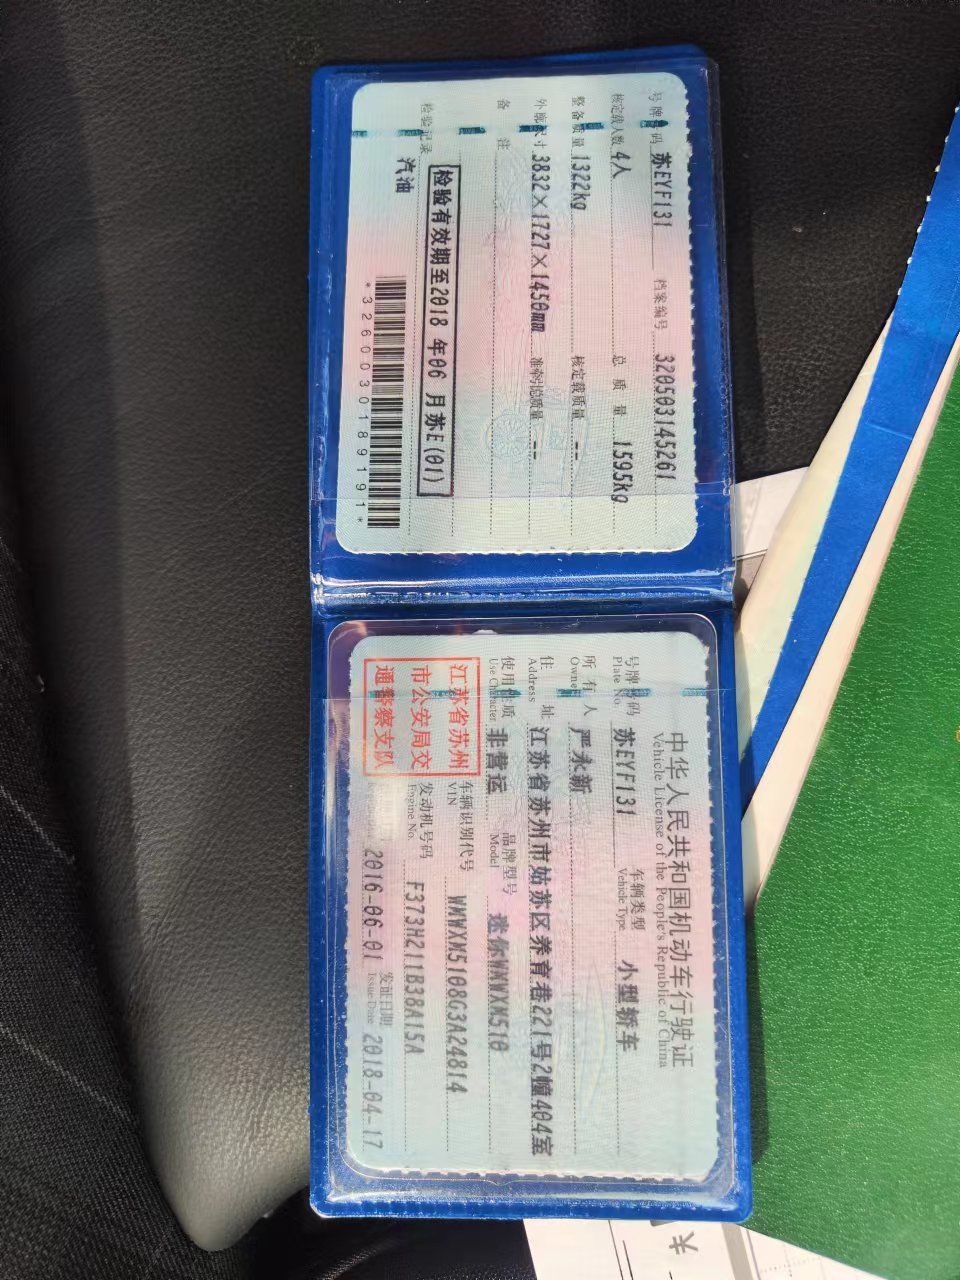 号牌号码 苏EYF131 档案编号 320503145261
核定载人数 4人 总质量 1595kg
整备质量 1322kg 核定载质量 --
外廓尺寸 3832×1727×1450mm 准牵引总质量 --
备注
检验有效期至2018 年06 月苏E(01)
检验记录
汽油
*3260030189191*
中华人民共和国机动车行驶证
Vehicle License of the People's Republic of China
号牌号码 苏EYF131 车辆类型 小型轿车
Plate No. Vehicle Type
所有人 严永新
Owner
住址 江苏省苏州市姑苏区养育巷221号2幢404室
Address
使用性质 非营运 品牌型号 迷你WMWXM510
Use Character Model
江苏省苏州
市公安局交
通警察支队
车辆识别代号 WMWXM5108G3A24814
VIN
发动机号码 F373H211B38A15A
Engine No.
2016-06-01 发证日期 2018-04-17
Issue Date
¥